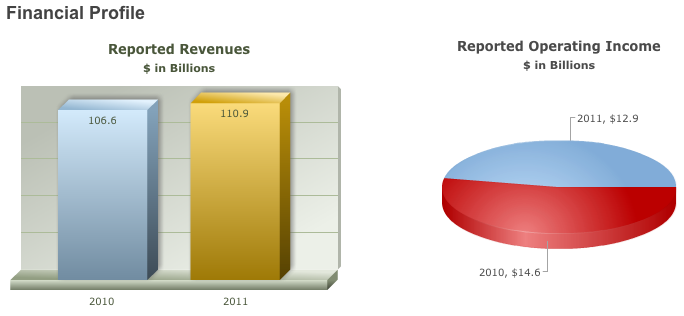 Financial Profile
Reported Revenues
$ in Billions
106.6
110.9
2010
2011
Reported Operating Income
$ in Billions
2011, $12.9
2010, $14.6